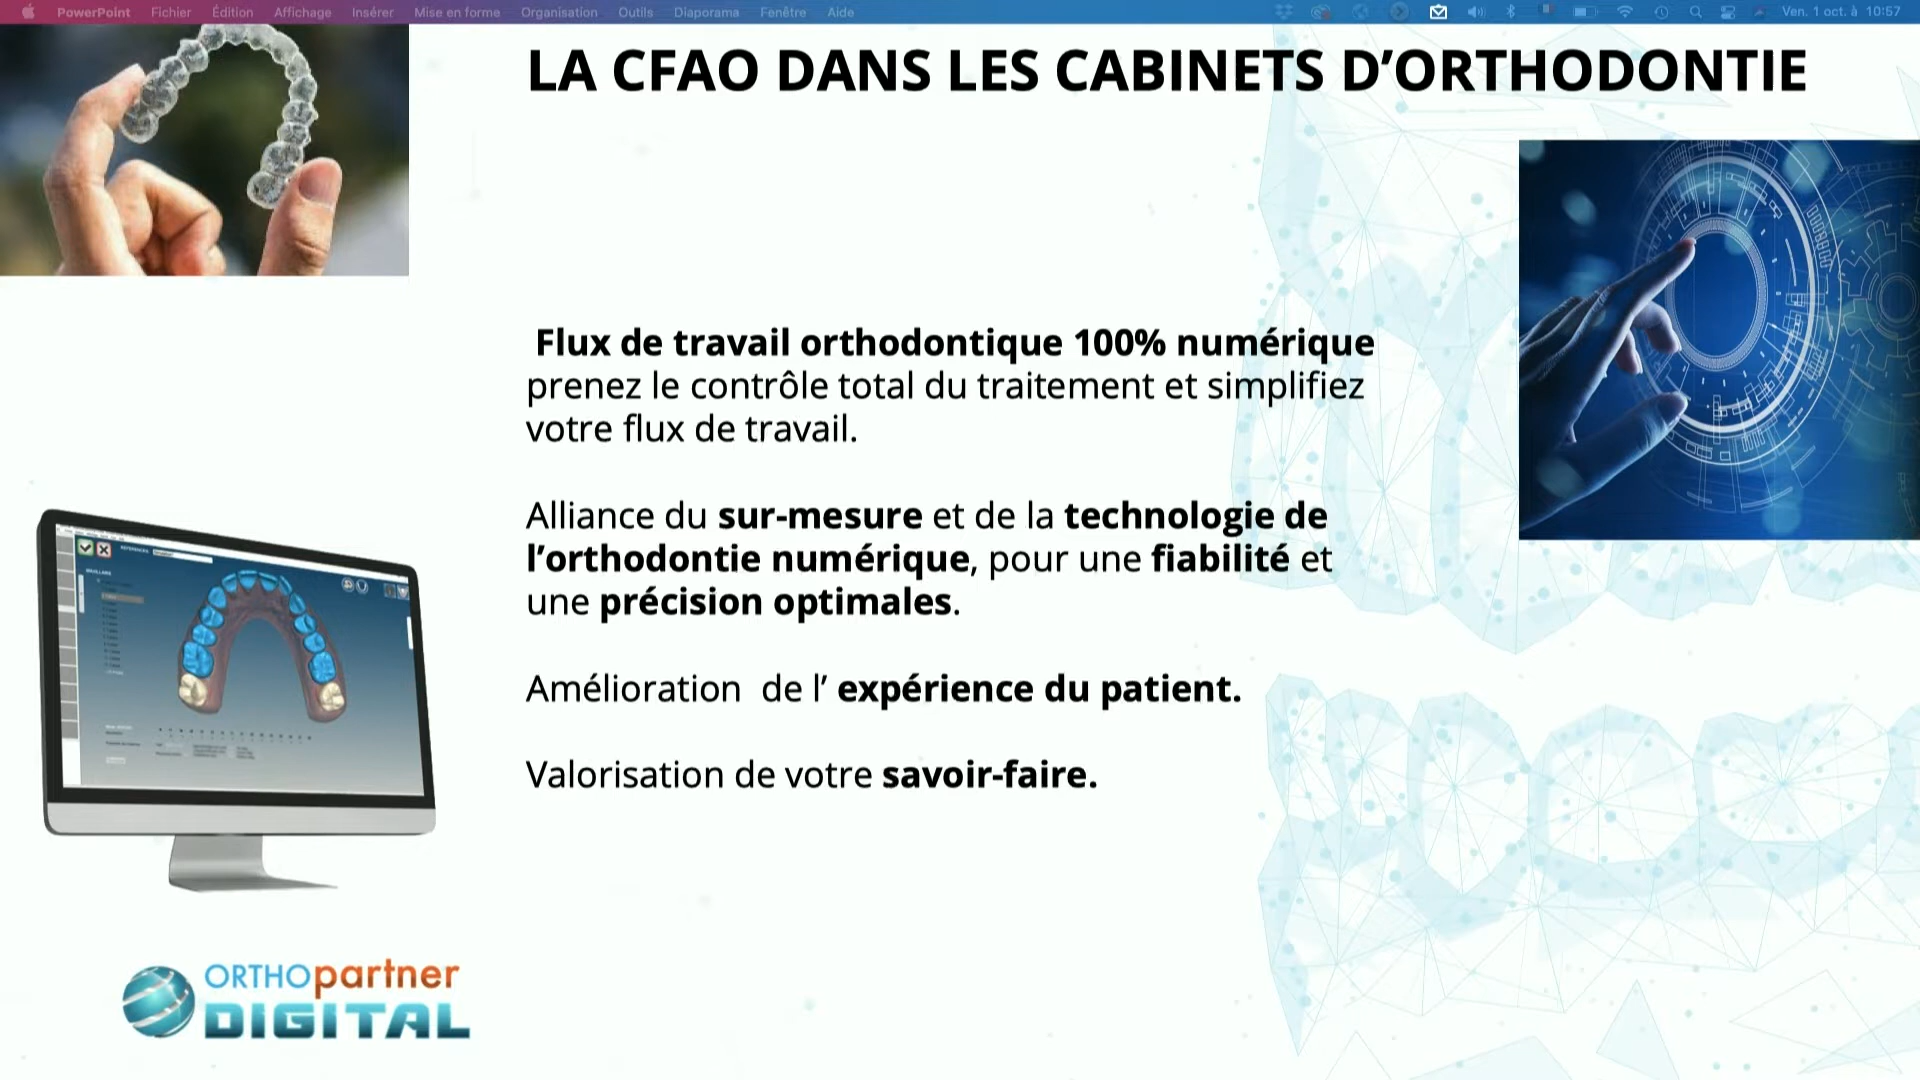 PowerPoint Fichier Édition Affichage Insérer Mise en forme Organisation Outils Diaporama Fenêtre Aide Ven. 1 oct. à 10:57
LA CFAO DANS LES CABINETS D’ORTHODONTIE
Flux de travail orthodontique 100% numérique
prenez le contrôle total du traitement et simplifiez
votre flux de travail.
Alliance du sur-mesure et de la technologie de
l’orthodontie numérique, pour une fiabilité et
une précision optimales.
Amélioration  de l’ expérience du patient.
Valorisation de votre savoir-faire.
ORTHOpartner
DIGITAL